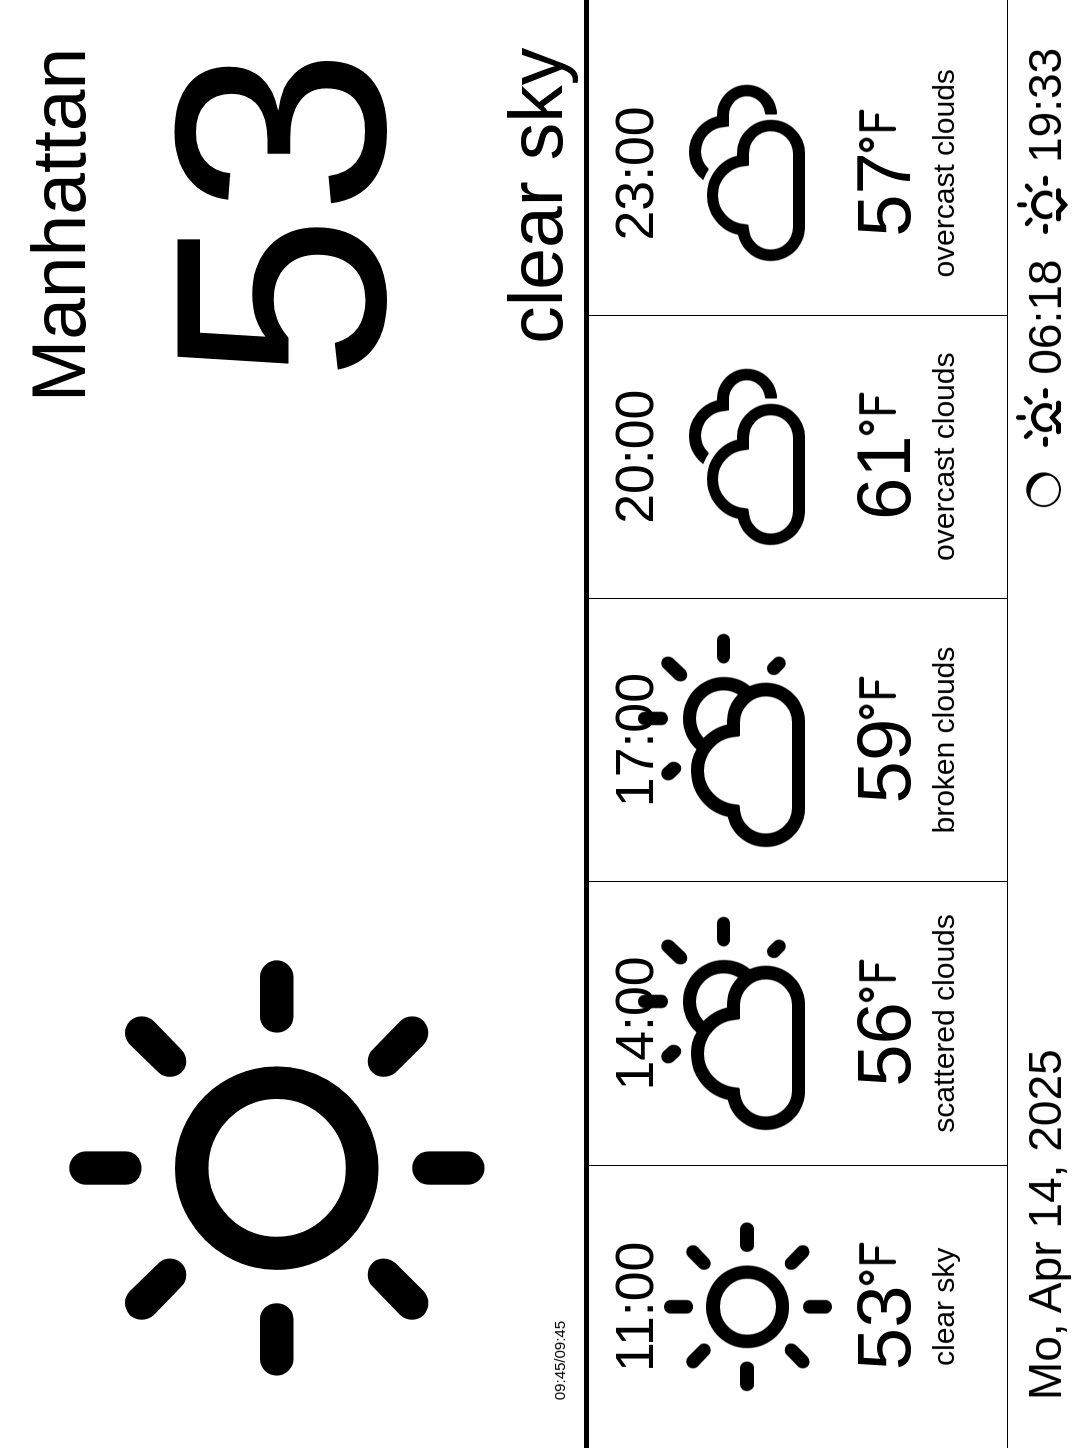 Manhattan
53
clear sky
09:45/09:45
11:00
53°F
clear sky
14:00
56°F
scattered clouds
17:00
59°F
broken clouds
20:00
61°F
overcast clouds
23:00
57°F
overcast clouds
Mo, Apr 14, 2025
06:18
19:33